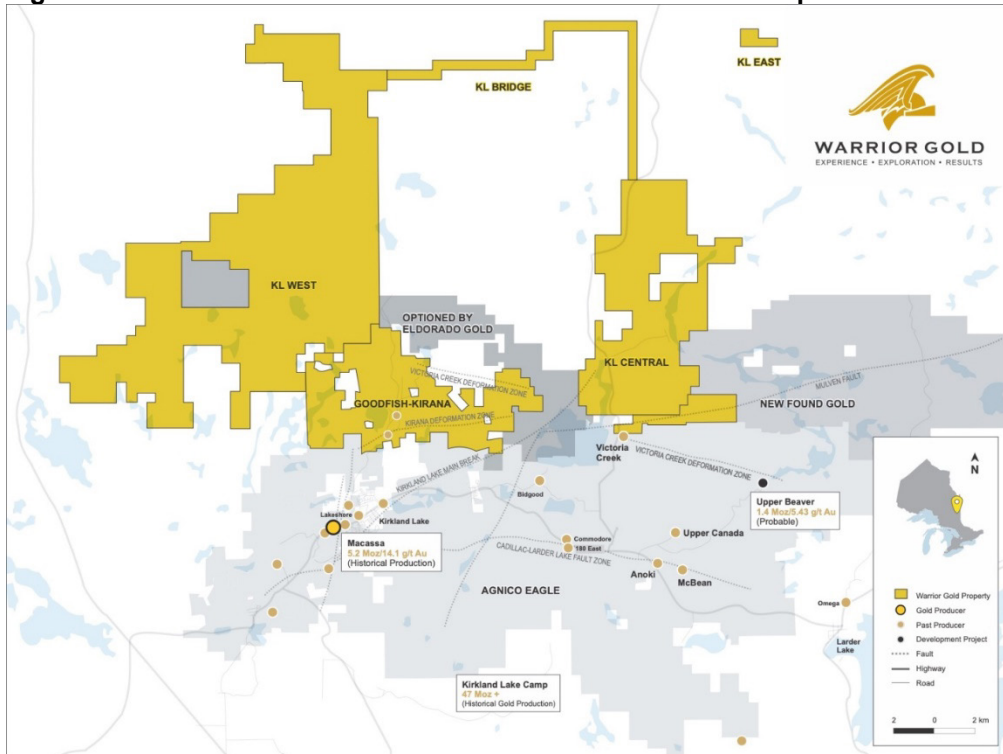 KL EAST
KL BRIDGE
WARRIOR GOLD
EXPERIENCE • EXPLORATION • RESULTS
KL WEST
OPTIONED BY
ELDORADO GOLD
KL CENTRAL
VICTORIA CREEK DEFORMATION ZONE
MULVEN FAULT
GOODFISH-KIRANA
NEW FOUND GOLD
KIRANA DEFORMATION ZONE
KIRKLAND LAKE MAIN BREAK
Victoria
Creek
VICTORIA CREEK DEFORMATION ZONE
Bidgood
Upper Beaver
1.4 Moz/5.43 g/t Au
(Probable)
Lakeshore
Kirkland Lake
Macassa
5.2 Moz/14.1 g/t Au
(Historical Production)
Commodore
180 East
Upper Canada
CADILLAC-LARDER LAKE FAULT ZONE
Anoki
McBean
AGNICO EAGLE
Omega
Larder
Lake
Kirkland Lake Camp
47 Moz +
(Historical Gold Production)
N
Warrior Gold Property
Gold Producer
Past Producer
Development Project
Fault
Highway
Road
2 0 2 km